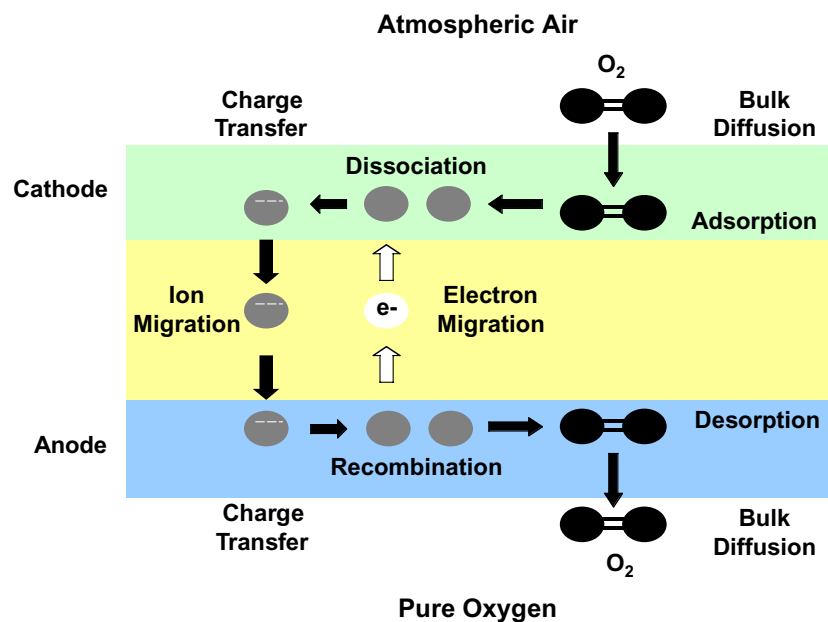 Atmospheric Air
O2
Charge
Transfer
Bulk
Diffusion
Dissociation
Cathode
Adsorption
Ion
Migration
e-
Electron
Migration
Desorption
Anode
Recombination
Charge
Transfer
Bulk
Diffusion
O2
Pure Oxygen